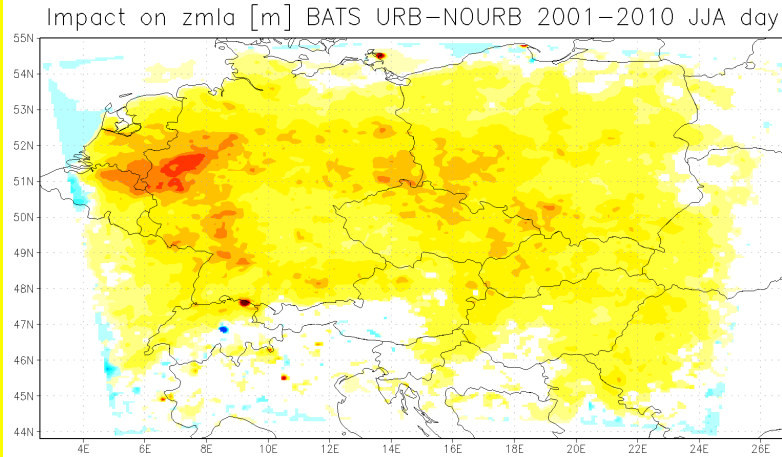 Impact on zmla [m] BATS URB-NOURB 2001-2010 JJA day
55N
54N
53N
52N
51N
50N
49N
48N
47N
46N
45N
44N
4E 6E 8E 10E 12E 14E 16E 18E 20E 22E 24E 26E